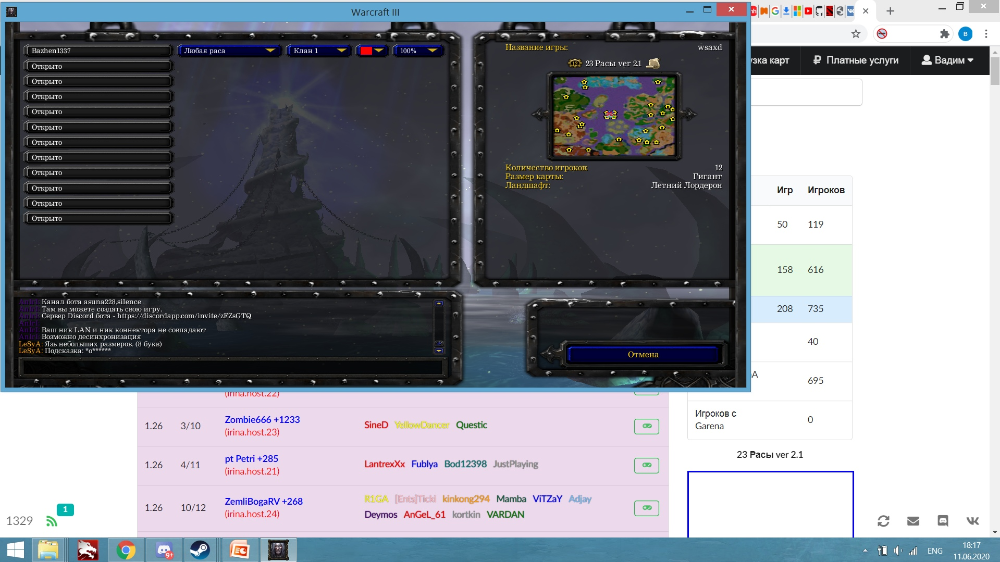 Warcraft III
Bazhen1337
Любая раса
Клан 1
100%
Открыто
Открыто
Открыто
Открыто
Открыто
Открыто
Открыто
Открыто
Открыто
Открыто
Открыто
Название игры: wsaxd
12 23 Расы ver 2.1
Количество игроков: 12
Размер карты: Гигант
Ландшафт: Летний Лордерон
AnIrI: Канал бота asuna228,silence
AnIrI: Там вы можете создать свою игру.
AnIrI: Сервер Discord бота - https://discordapp.com/invite/zFZsGTQ
AnIrI:
AnIrI: Ваш ник LAN и ник коннектора не совпадают
AnIrI: Возможно десинхронизация
LeSyA: Язь небольших размеров. (8 букв)
LeSyA: Подсказка: *о******
Отмена
B
зка карт
Платные услуги
Вадим
Игр Игроков
50 119
158 616
208 735
40
A
695
Игроков с
Garena
0
23 Расы ver 2.1
(irina.host.22)
1.26 3/10
Zombie666 +1233
(irina.host.23)
SineD YellowDancer Questic
1.26 4/11
pt Petri +285
(irina.host.21)
LantrexXx Fublya Bod12398 JustPlaying
1.26 10/12
ZemliBogaRV +268
(irina.host.24)
R1GA [Ents]Ticki kinkong294 Mamba ViTZaY Adjay
Deymos AnGeL_61 kortkin VARDAN
1329
1
9+
ENG
18:17
11.06.2020